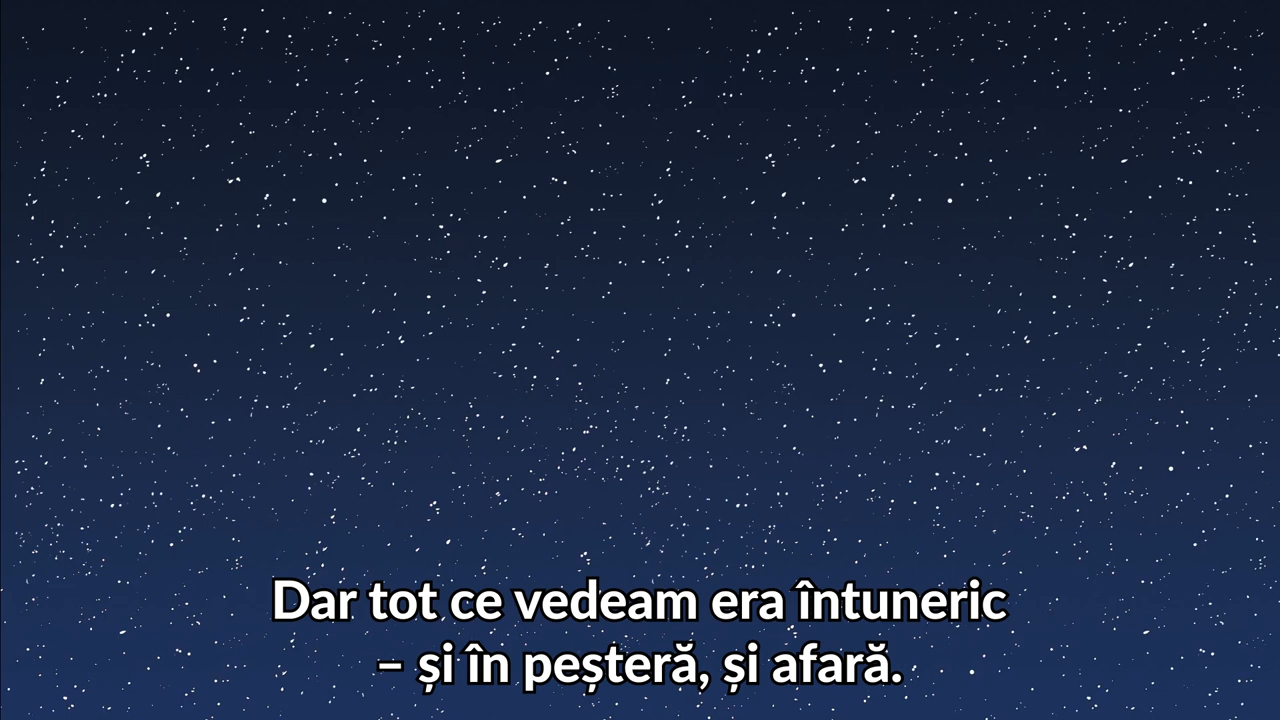 Dar tot ce vedeam era întuneric
– și în peșteră, și afară.